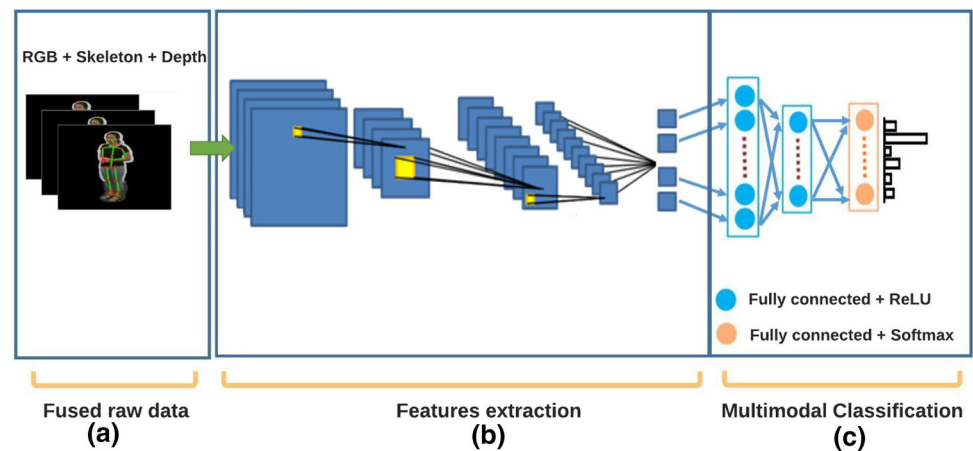 RGB + Skeleton + Depth
Fully connected + ReLU
Fully connected + Softmax
Fused raw data
(a)
Features extraction
(b)
Multimodal Classification
(c)